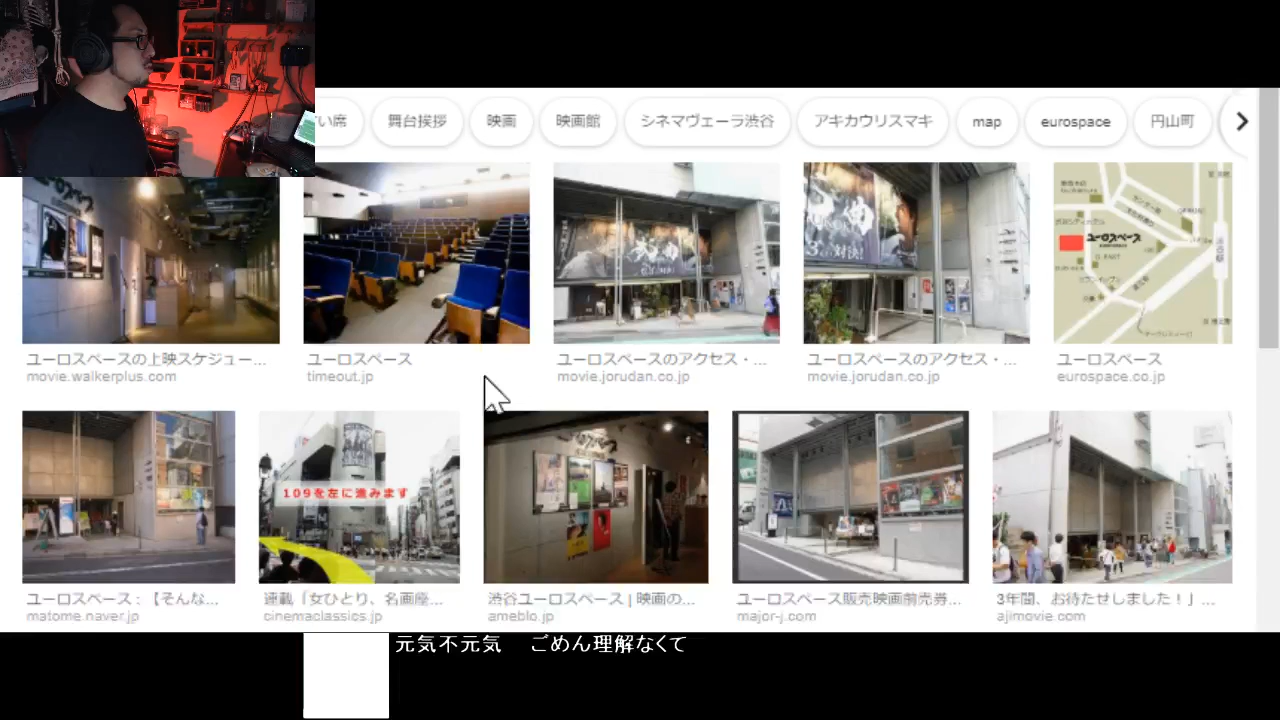 い席 舞台挨拶 映画 映画館 シネマヴェーラ渋谷 アキカウリスマキ map eurospace 円山町
ユーロスペース
ユーロスペースの上映スケジュー... ユーロスペース ユーロスペースのアクセス・... ユーロスペースのアクセス・... ユーロスペース
movie.walkerplus.com timeout.jp movie.jorudan.co.jp movie.jorudan.co.jp eurospace.co.jp
109を左に進みます
ユーロスペース : 【そんな... 連載「女ひとり、名画座... 渋谷ユーロスペース | 映画の... ユーロスペース販売映画前売券... 3年間、お待たせしました！」...
matome.naver.jp cinemaclassics.jp ameblo.jp major-j.com ajimovie.com
元気不元気 ごめん理解なくて